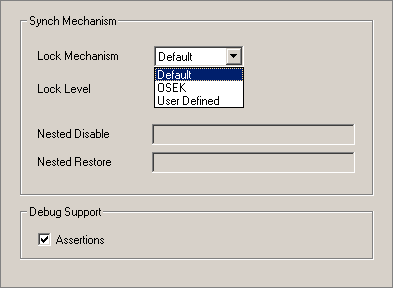 Synch Mechanism
Lock Mechanism Default
Default
Lock Level OSEK
User Defined
Nested Disable
Nested Restore
Debug Support
Assertions